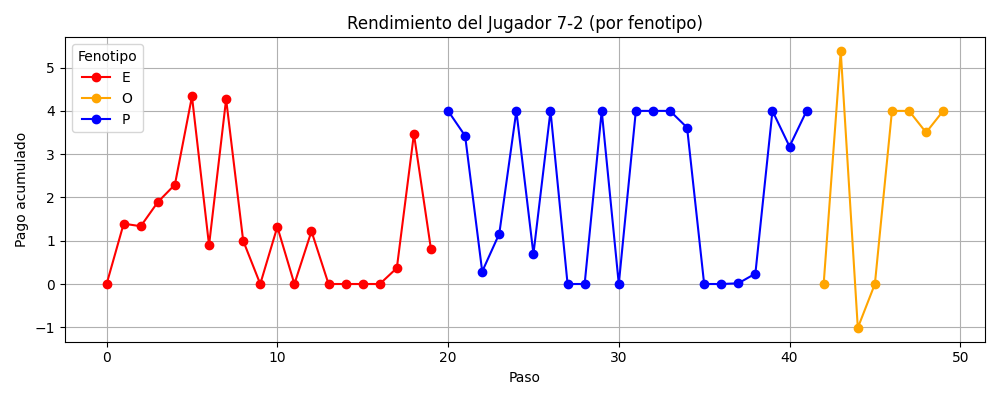 Rendimiento del Jugador 7-2 (por fenotipo)
Fenotipo
E
O
P
Pago acumulado
5
4
3
2
1
0
−1
0 10 20 30 40 50
Paso